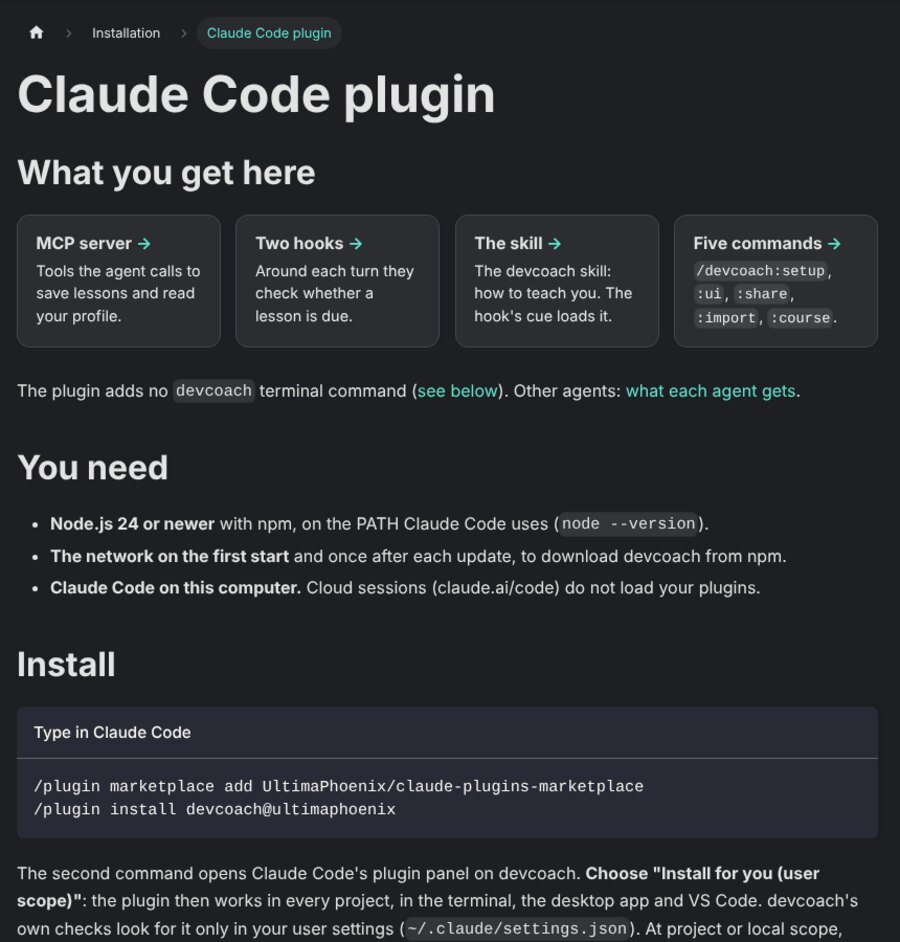 Installation
Claude Code plugin
Claude Code plugin
What you get here
MCP server →
Tools the agent calls to
save lessons and read
your profile.
Two hooks →
Around each turn they
check whether a
lesson is due.
The skill →
The devcoach skill:
how to teach you. The
hook's cue loads it.
Five commands →
/devcoach:setup,
:ui, :share,
:import, :course.
The plugin adds no devcoach terminal command (see below). Other agents: what each agent gets.
You need
• Node.js 24 or newer with npm, on the PATH Claude Code uses (node --version).
• The network on the first start and once after each update, to download devcoach from npm.
• Claude Code on this computer. Cloud sessions (claude.ai/code) do not load your plugins.
Install
Type in Claude Code
/plugin marketplace add UltimaPhoenix/claude-plugins-marketplace
/plugin install devcoach@ultimaphoenix
The second command opens Claude Code's plugin panel on devcoach. Choose "Install for you (user
scope)": the plugin then works in every project, in the terminal, the desktop app and VS Code. devcoach's
own checks look for it only in your user settings (~/.claude/settings.json). At project or local scope,